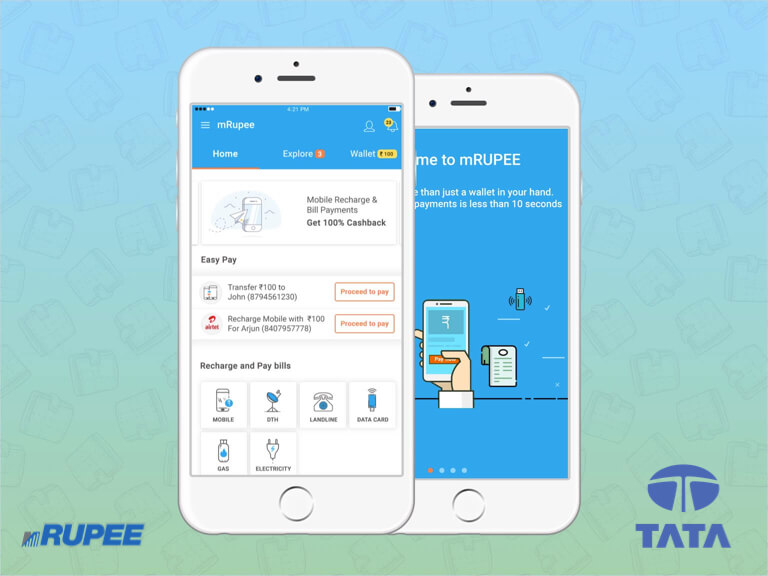 4:21 PM
mRupee
29
Home
Explore 3
Wallet ₹ 100
Mobile Recharge &
Bill Payments
Get 100% Cashback
Easy Pay
Transfer ₹100 to
John (8794561230)
Proceed to pay
airtel
Recharge Mobile with ₹100
For Arjun (8407957778)
Proceed to pay
Recharge and Pay bills
MOBILE
DTH
LANDLINE
DATA CARD
GAS
ELECTRICITY
me to mRUPEE
e than just a wallet in your hand.
payments is less than 10 seconds
₹
mRUPEE
TATA